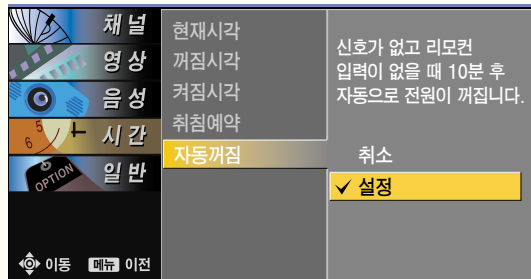 채널
영상
음성
시간
일반
OPTION
6 5
현재시각
꺼짐시각
켜짐시각
취침예약
자동꺼짐
신호가 없고 리모컨
입력이 없을 때 10분 후
자동으로 전원이 꺼집니다.
취소
✓ 설정
이동 메뉴 이전